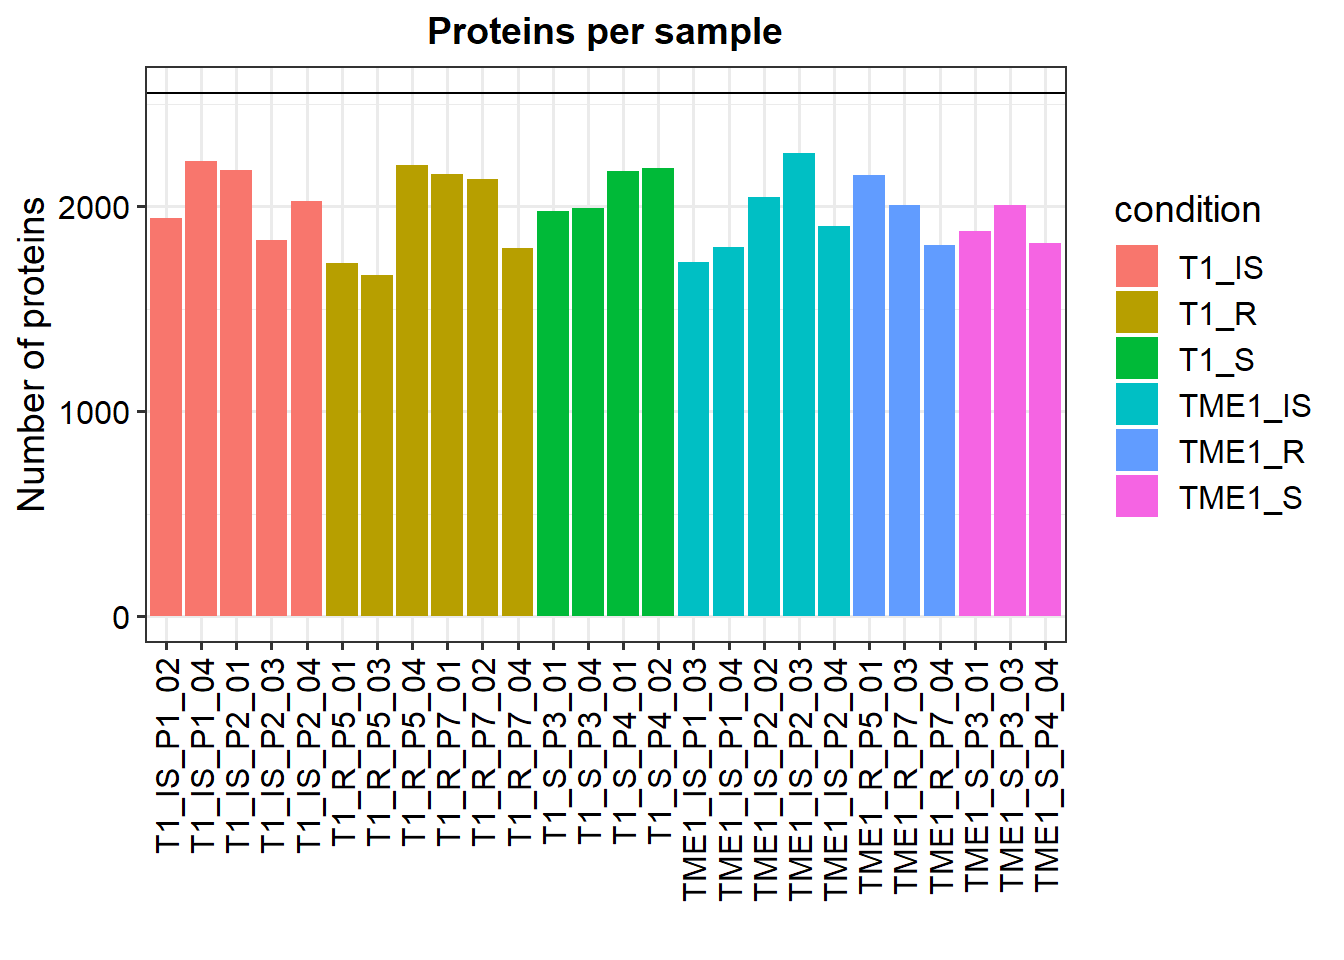 Proteins per sample
Number of proteins
2000
1000
0
T1_IS_P1_02
T1_IS_P1_04
T1_IS_P2_01
T1_IS_P2_03
T1_IS_P2_04
T1_R_P5_01
T1_R_P5_03
T1_R_P5_04
T1_R_P7_01
T1_R_P7_02
T1_R_P7_04
T1_S_P3_01
T1_S_P3_04
T1_S_P4_01
T1_S_P4_02
TME1_IS_P1_03
TME1_IS_P1_04
TME1_IS_P2_02
TME1_IS_P2_03
TME1_IS_P2_04
TME1_R_P5_01
TME1_R_P7_03
TME1_R_P7_04
TME1_S_P3_01
TME1_S_P3_03
TME1_S_P4_04
condition
T1_IS
T1_R
T1_S
TME1_IS
TME1_R
TME1_S